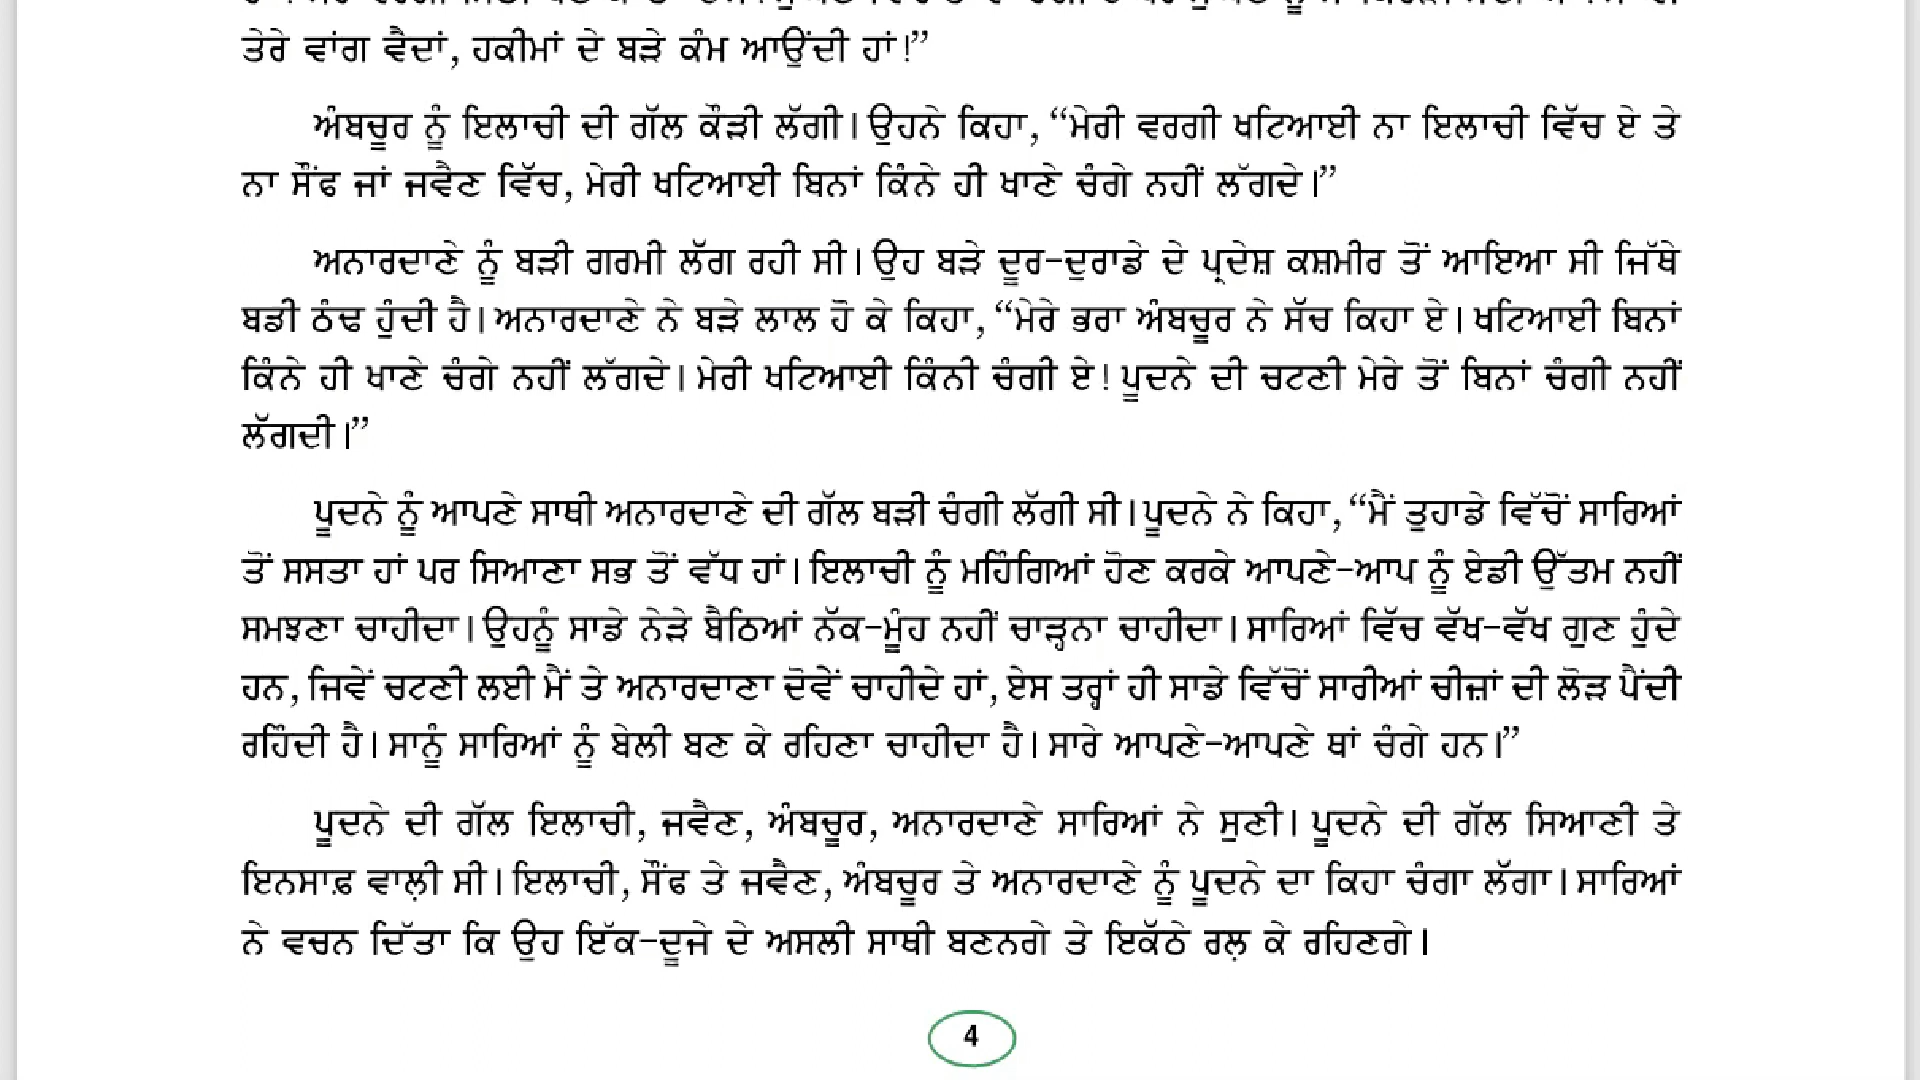 ਤੇਰੇ ਵਾਂਗ ਵੈਦਾਂ, ਹਕੀਮਾਂ ਦੇ ਬੜੇ ਕੰਮ ਆਉਂਦੀ ਹਾਂ!”
ਅੰਬਚੂਰ ਨੂੰ ਇਲਾਚੀ ਦੀ ਗੱਲ ਕੌੜੀ ਲੱਗੀ। ਉਹਨੇ ਕਿਹਾ, “ਮੇਰੀ ਵਰਗੀ ਖਟਿਆਈ ਨਾ ਇਲਾਚੀ ਵਿੱਚ ਏ ਤੇ
ਨਾ ਸੌਂਫ ਜਾਂ ਜਵੈਣ ਵਿੱਚ, ਮੇਰੀ ਖਟਿਆਈ ਬਿਨਾਂ ਕਿੰਨੇ ਹੀ ਖਾਣੇ ਚੰਗੇ ਨਹੀਂ ਲੱਗਦੇ।”
ਅਨਾਰਦਾਣੇ ਨੂੰ ਬੜੀ ਗਰਮੀ ਲੱਗ ਰਹੀ ਸੀ। ਉਹ ਬੜੇ ਦੂਰ-ਦੁਰਾਡੇ ਦੇ ਪ੍ਰਦੇਸ਼ ਕਸ਼ਮੀਰ ਤੋਂ ਆਇਆ ਸੀ ਜਿੱਥੇ
ਬਡੀ ਠੰਢ ਹੁੰਦੀ ਹੈ। ਅਨਾਰਦਾਣੇ ਨੇ ਬੜੇ ਲਾਲ ਹੋ ਕੇ ਕਿਹਾ, “ਮੇਰੇ ਭਰਾ ਅੰਬਚੂਰ ਨੇ ਸੱਚ ਕਿਹਾ ਏ। ਖਟਿਆਈ ਬਿਨਾਂ
ਕਿੰਨੇ ਹੀ ਖਾਣੇ ਚੰਗੇ ਨਹੀਂ ਲੱਗਦੇ। ਮੇਰੀ ਖਟਿਆਈ ਕਿੰਨੀ ਚੰਗੀ ਏ! ਪੂਦਨੇ ਦੀ ਚਟਣੀ ਮੇਰੇ ਤੋਂ ਬਿਨਾਂ ਚੰਗੀ ਨਹੀਂ
ਲੱਗਦੀ।”
ਪੂਦਨੇ ਨੂੰ ਆਪਣੇ ਸਾਥੀ ਅਨਾਰਦਾਣੇ ਦੀ ਗੱਲ ਬੜੀ ਚੰਗੀ ਲੱਗੀ ਸੀ। ਪੂਦਨੇ ਨੇ ਕਿਹਾ, “ਮੈਂ ਤੁਹਾਡੇ ਵਿੱਚੋਂ ਸਾਰਿਆਂ
ਤੋਂ ਸਸਤਾ ਹਾਂ ਪਰ ਸਿਆਣਾ ਸਭ ਤੋਂ ਵੱਧ ਹਾਂ। ਇਲਾਚੀ ਨੂੰ ਮਹਿੰਗਿਆਂ ਹੋਣ ਕਰਕੇ ਆਪਣੇ-ਆਪ ਨੂੰ ਏਡੀ ਉੱਤਮ ਨਹੀਂ
ਸਮਝਣਾ ਚਾਹੀਦਾ। ਉਹਨੂੰ ਸਾਡੇ ਨੇੜੇ ਬੈਠਿਆਂ ਨੱਕ-ਮੂੰਹ ਨਹੀਂ ਚਾੜ੍ਹਨਾ ਚਾਹੀਦਾ। ਸਾਰਿਆਂ ਵਿੱਚ ਵੱਖ-ਵੱਖ ਗੁਣ ਹੁੰਦੇ
ਹਨ, ਜਿਵੇਂ ਚਟਣੀ ਲਈ ਮੈਂ ਤੇ ਅਨਾਰਦਾਣਾ ਦੋਵੇਂ ਚਾਹੀਦੇ ਹਾਂ, ਏਸ ਤਰ੍ਹਾਂ ਹੀ ਸਾਡੇ ਵਿੱਚੋਂ ਸਾਰੀਆਂ ਚੀਜ਼ਾਂ ਦੀ ਲੋੜ ਪੈਂਦੀ
ਰਹਿੰਦੀ ਹੈ। ਸਾਨੂੰ ਸਾਰਿਆਂ ਨੂੰ ਬੇਲੀ ਬਣ ਕੇ ਰਹਿਣਾ ਚਾਹੀਦਾ ਹੈ। ਸਾਰੇ ਆਪਣੇ-ਆਪਣੇ ਥਾਂ ਚੰਗੇ ਹਨ।”
ਪੂਦਨੇ ਦੀ ਗੱਲ ਇਲਾਚੀ, ਜਵੈਣ, ਅੰਬਚੂਰ, ਅਨਾਰਦਾਣੇ ਸਾਰਿਆਂ ਨੇ ਸੁਣੀ। ਪੂਦਨੇ ਦੀ ਗੱਲ ਸਿਆਣੀ ਤੇ
ਇਨਸਾਫ਼ ਵਾਲ਼ੀ ਸੀ। ਇਲਾਚੀ, ਸੌਂਫ ਤੇ ਜਵੈਣ, ਅੰਬਚੂਰ ਤੇ ਅਨਾਰਦਾਣੇ ਨੂੰ ਪੂਦਨੇ ਦਾ ਕਿਹਾ ਚੰਗਾ ਲੱਗਾ। ਸਾਰਿਆਂ
ਨੇ ਵਚਨ ਦਿੱਤਾ ਕਿ ਉਹ ਇੱਕ-ਦੂਜੇ ਦੇ ਅਸਲੀ ਸਾਥੀ ਬਣਨਗੇ ਤੇ ਇਕੱਠੇ ਰਲ਼ ਕੇ ਰਹਿਣਗੇ।
4